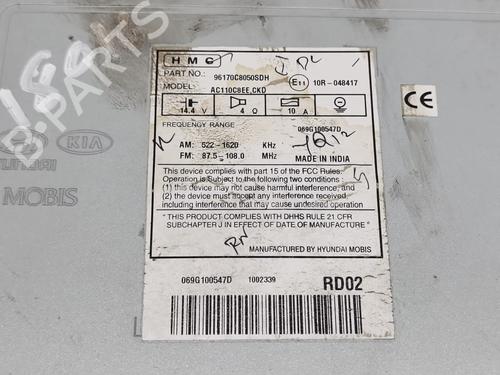 HMC
PART NO.: 96170C8050SDH
MODEL: AC110C8EE,CKD
E11 10R - 048417
14.4 V 4 Ω 10 A
FREQUENCY RANGE 069G100547D
AM: 522 - 1620 KHz
FM: 87.5 - 108.0 MHz
MADE IN INDIA
This device complies with part 15 of the FCC Rules.
Operation is Subject to the following two conditions :
(1) this device may not cause harmful interference, and
(2) the device must accept any interference received,
including interference that may cause undesired
operation
* THIS PRODUCT COMPLIES WITH DHHS RULE 21 CFR
SUBCHAPTER J IN EFFECT OF DATE OF MANUFACTURE
MANUFACTURED BY HYUNDAI MOBIS
069G100547D 1002339 RD02
CE
KIA
MOBIS